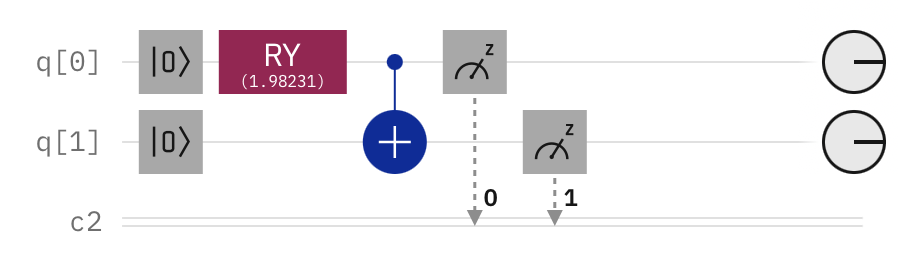 q[0] |0⟩ RY z
(1.98231)
q[1] |0⟩ + z
0 1
c2